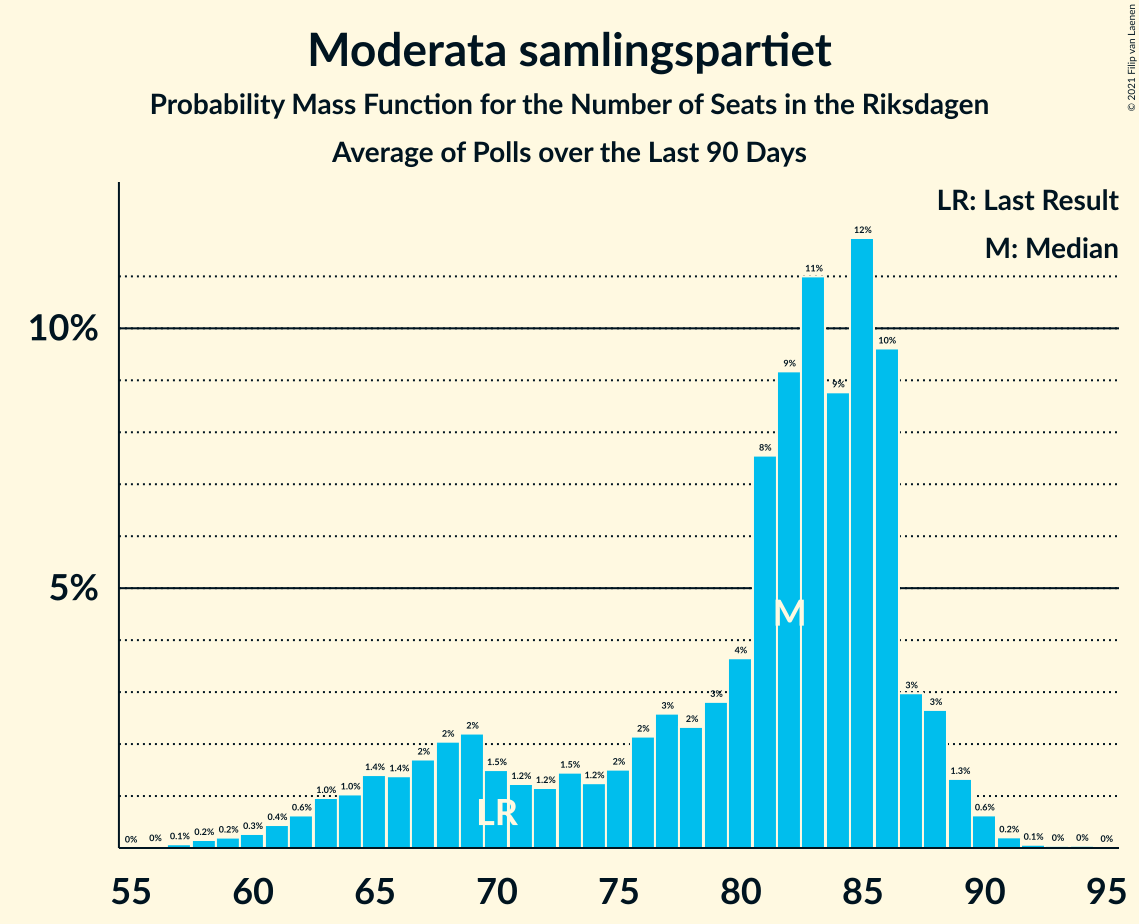 Moderata samlingspartiet
Probability Mass Function for the Number of Seats in the Riksdagen
Average of Polls over the Last 90 Days
© 2021 Filip van Laenen
LR: Last Result
M: Median
10%
5%
0% 0% 0.1% 0.2% 0.2% 0.3% 0.4% 0.6% 1.0% 1.0% 1.4% 1.4% 2% 2% 2% 1.5% 1.2% 1.2% 1.5% 1.2% 2% 2% 3% 2% 3% 4% 8% 9% 11% 9% 12% 10% 3% 3% 1.3% 0.6% 0.2% 0.1% 0% 0% 0%
M
LR
55 60 65 70 75 80 85 90 95